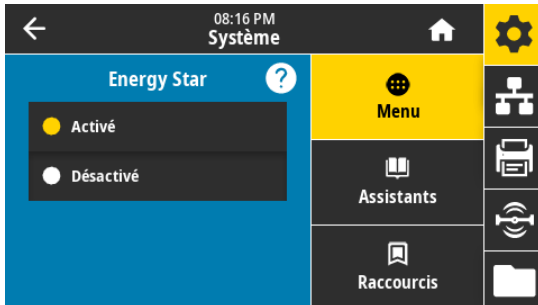 08:16 PM
Système
Energy Star
?
Activé
Désactivé
Menu
Assistants
Raccourcis